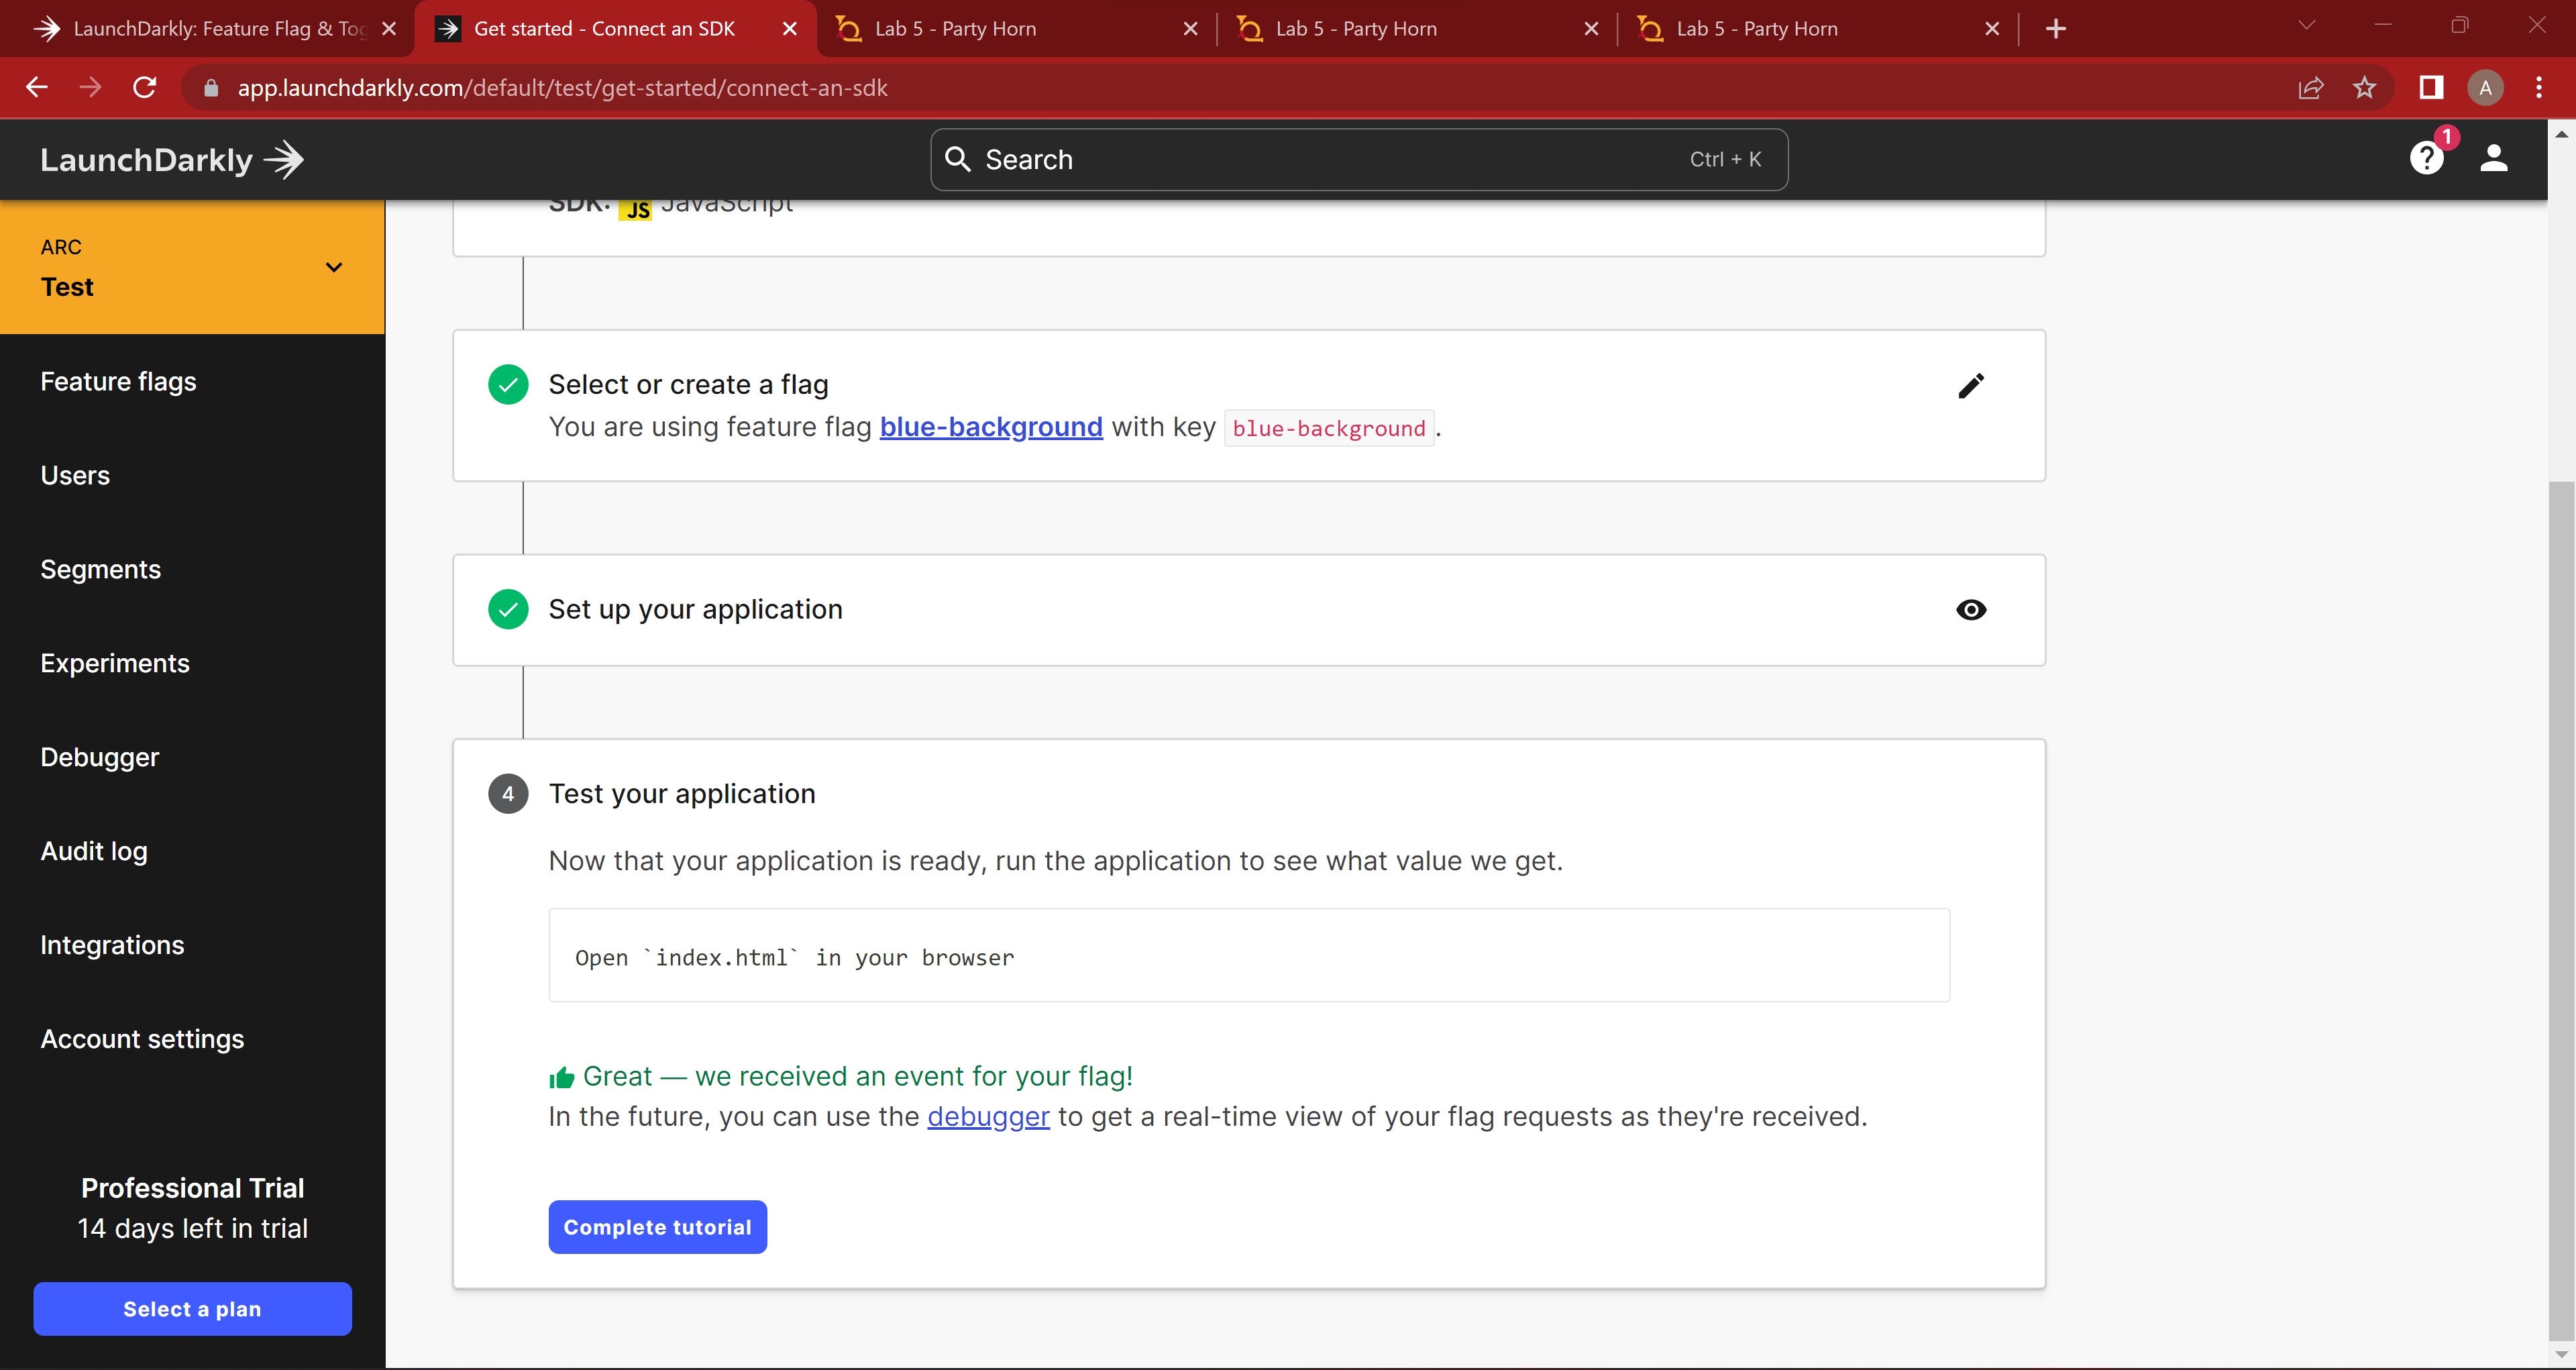 LaunchDarkly: Feature Flag & Tog
Get started - Connect an SDK
Lab 5 - Party Horn
Lab 5 - Party Horn
Lab 5 - Party Horn
app.launchdarkly.com/default/test/get-started/connect-an-sdk
A
LaunchDarkly
Search
Ctrl + K
1
ARC
Test
Feature flags
Users
Segments
Experiments
Debugger
Audit log
Integrations
Account settings
Professional Trial
14 days left in trial
Select a plan
SDK: JS JavaScript
Select or create a flag
You are using feature flag blue-background with key blue-background.
Set up your application
4 Test your application
Now that your application is ready, run the application to see what value we get.
Open `index.html` in your browser
Great — we received an event for your flag!
In the future, you can use the debugger to get a real-time view of your flag requests as they're received.
Complete tutorial